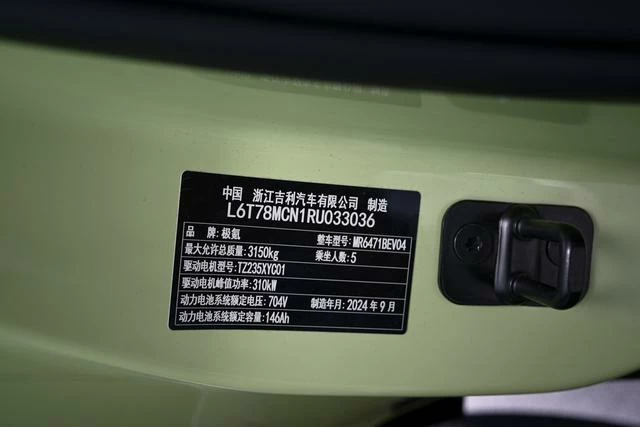 中国 浙江吉利汽车有限公司 制造
L6T78MCN1RU033036
品牌:极氪 整车型号:MR6471BEV04
最大允许总质量:3150kg 乘坐人数:5
驱动电机型号:TZ235XYC01
驱动电机峰值功率:310kW
动力电池系统额定电压:704V 制造年月:2024年9月
动力电池系统额定容量:146Ah